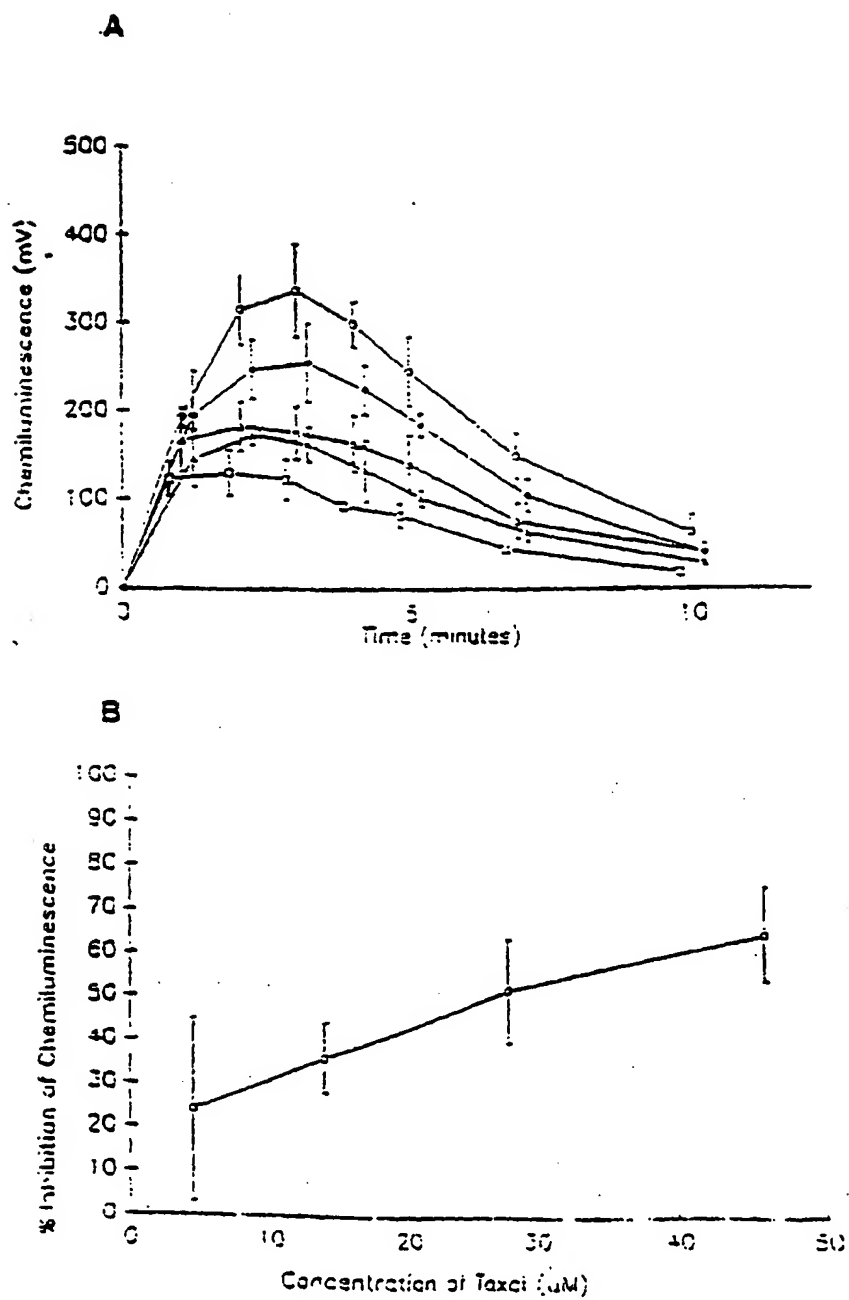 A
500
400
300
200
100
0
Chemiluminescence (mV)
0 5 10
Time (minutes)
B
100
90
80
70
60
50
40
30
20
10
0
% Inhibition of Chemiluminescence
0 10 20 30 40 50
Concentration of Taxol (uM)